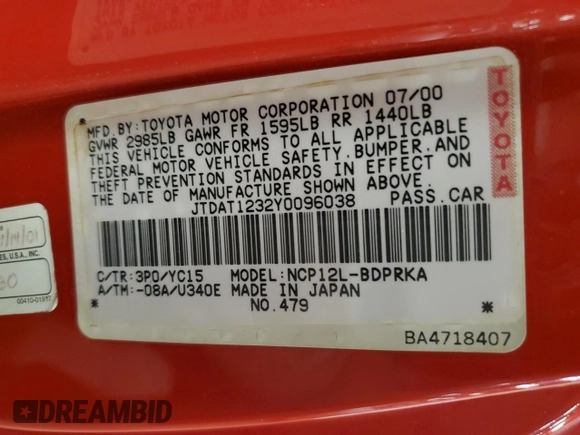 MFD.BY:TOYOTA MOTOR CORPORATION 07/00
GVWR 2985LB GAWR FR 1595LB RR 1440LB
THIS VEHICLE CONFORMS TO ALL APPLICABLE
FEDERAL MOTOR VEHICLE SAFETY,BUMPER,AND
THEFT PREVENTION STANDARDS IN EFFECT ON
THE DATE OF MANUFACTURE SHOWN ABOVE.
JTDAT1232Y0096038 PASS.CAR
TOYOTA
C/TR:3P0/YC15 MODEL:NCP12L-BDPRKA
A/TM:-08A/U340E MADE IN JAPAN
NO.479
BA4718407
, U.S.A., INC.
00410-01917
DREAMBID